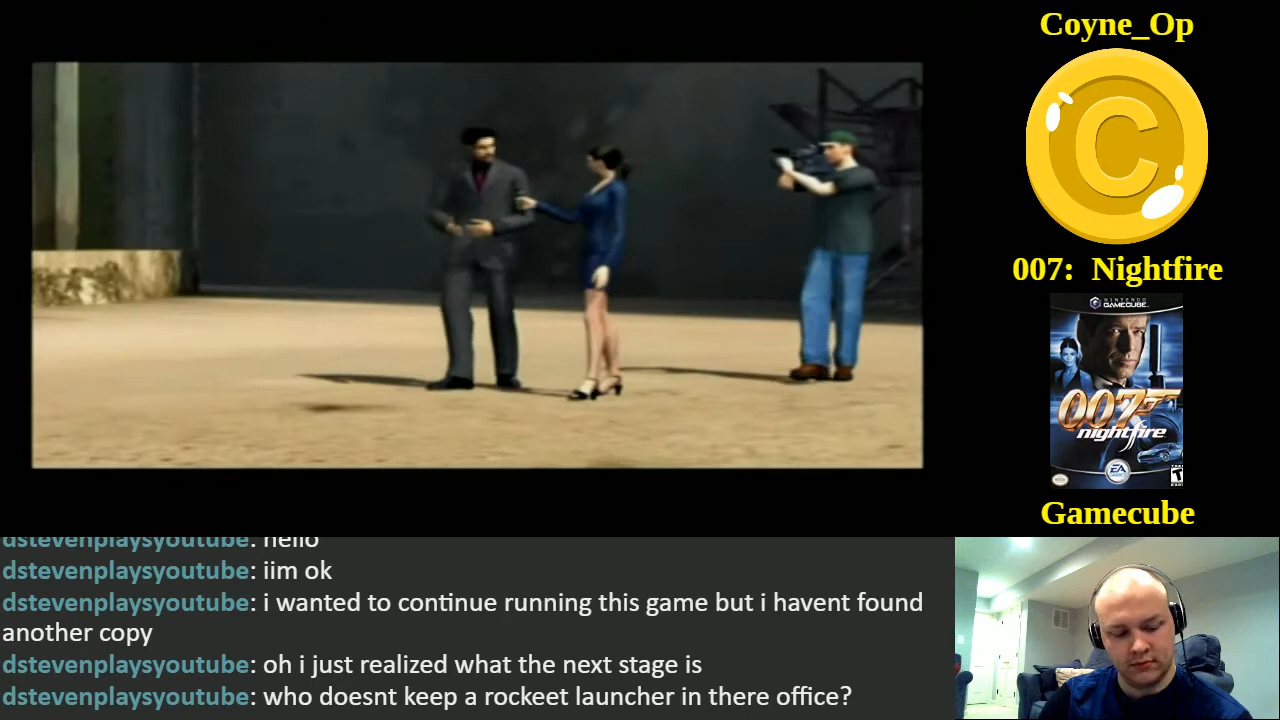 Coyne_Op
C
007: Nightfire
NINTENDO
GAMECUBE
007
nightfire
EA
T
Gamecube
dstevenplaysyoutube: hello
dstevenplaysyoutube: iim ok
dstevenplaysyoutube: i wanted to continue running this game but i havent found
another copy
dstevenplaysyoutube: oh i just realized what the next stage is
dstevenplaysyoutube: who doesnt keep a rockeet launcher in there office?